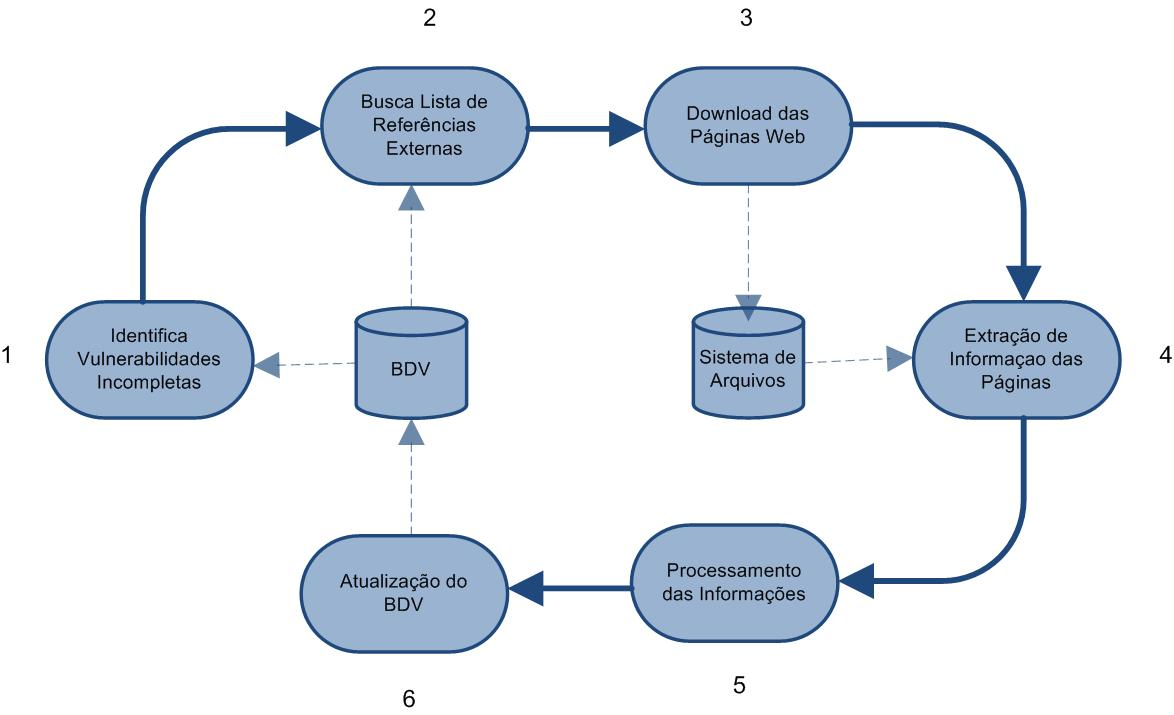 2
3
Busca Lista de
Referências
Externas
Download das
Páginas Web
1
Identifica
Vulnerabilidades
Incompletas
BDV
Sistema de
Arquivos
Extração de
Informaçao das
Páginas
4
Atualização do
BDV
Processamento
das Informações
6
5